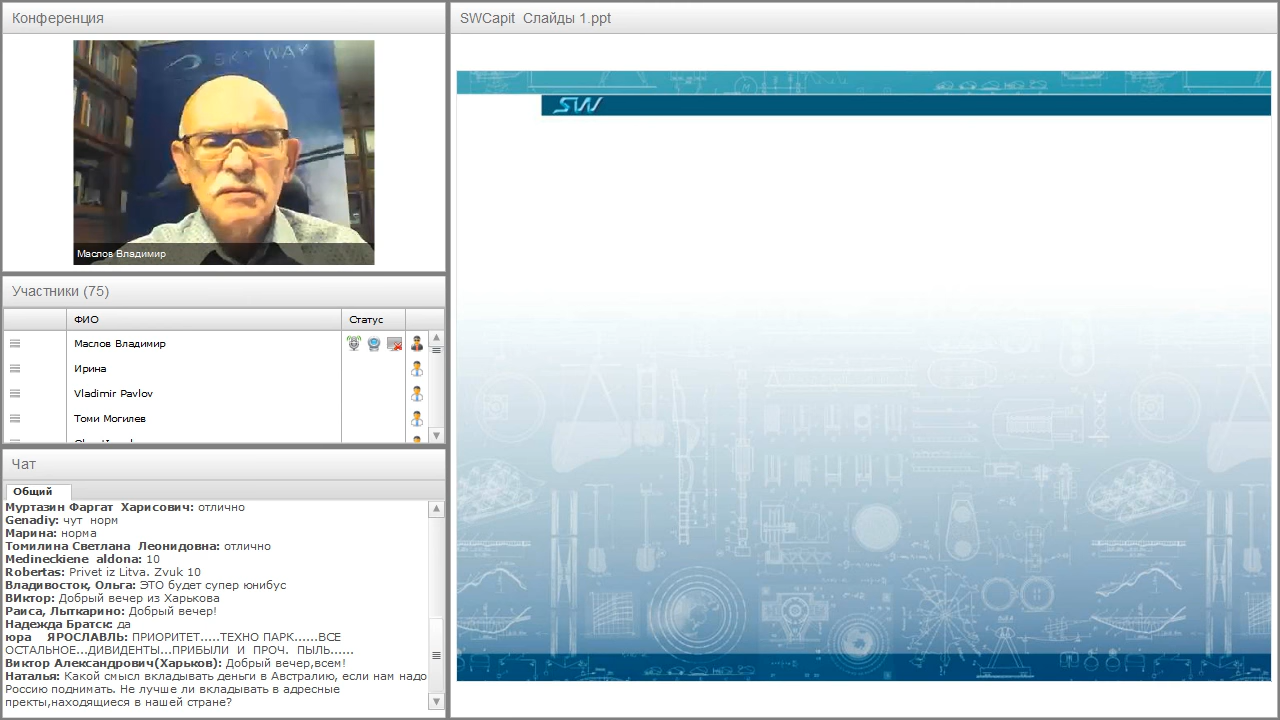 Конференция
SKY WAY
Маслов Владимир
Участники (75)
ФИО
Статус
Маслов Владимир
Ирина
Vladimir Pavlov
Томи Могилев
Чат
Общий
Муртазин Фаргат Харисович: отлично
Genadiy: чут норм
Марина: норма
Томилина Светлана Леонидовна: отлично
Medineckiene aldona: 10
Robertas: Privet iz Litva. Zvuk 10
Владивосток, Ольга: ЭТО будет супер юнибус
ВИктор: Добрый вечер из Харькова
Раиса, Лыткарино: Добрый вечер!
Надежда Братск: да
юра ЯРОСЛАВЛЬ: ПРИОРИТЕТ.....ТЕХНО ПАРК......ВСЕ
ОСТАЛЬНОЕ...ДИВИДЕНТЫ...ПРИБЫЛИ И ПРОЧ. ПЫЛЬ......
Виктор Александрович(Харьков): Добрый вечер,всем!
Наталья: Какой смысл вкладывать деньги в Австралию, если нам надо
Россию поднимать. Не лучше ли вкладывать в адресные
пректы,находящиеся в нашей стране?
SWCapit Слайды 1.ppt
SW